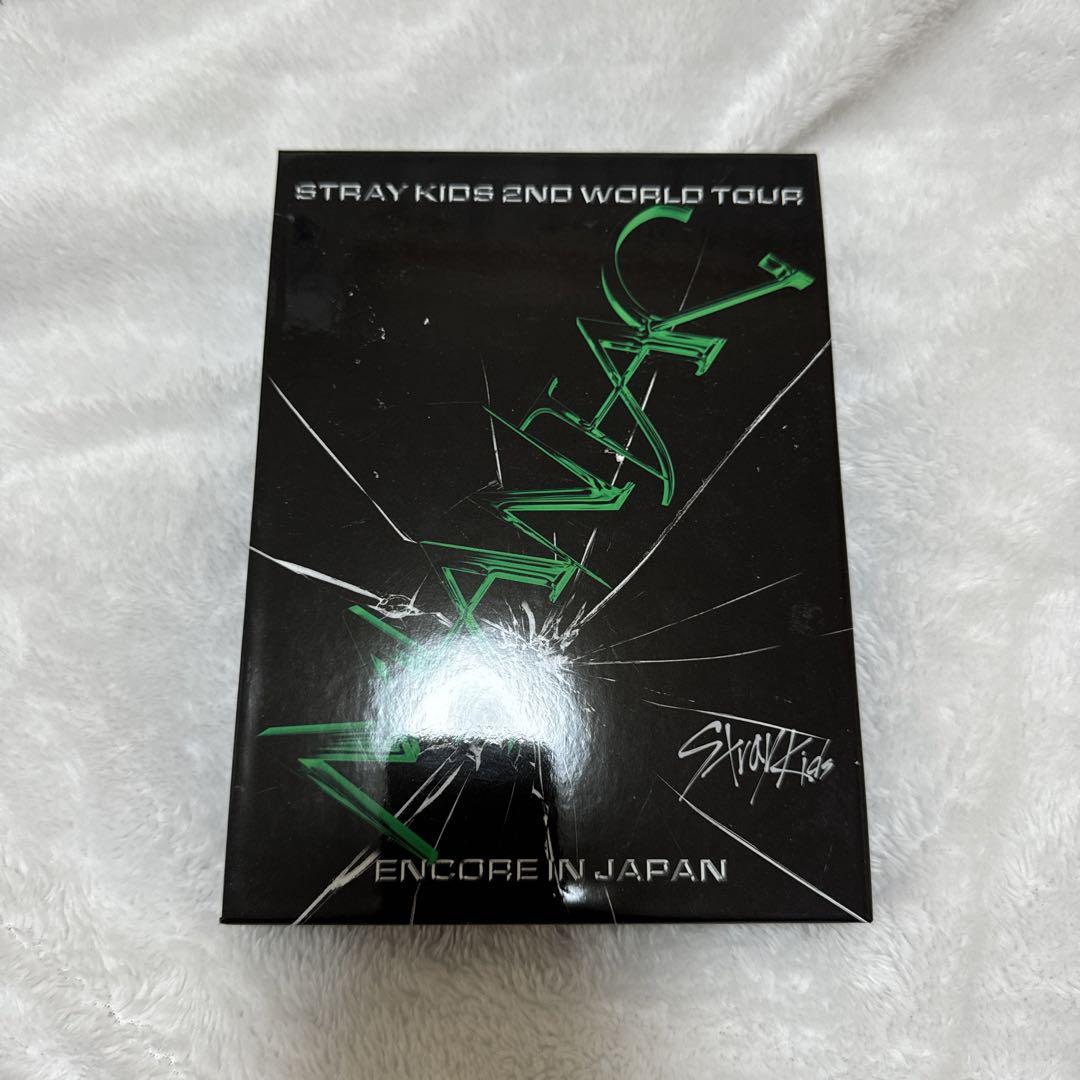 STRAY KIDS 2ND WORLD TOUR
MANIAC
Stray Kids
ENCORE IN JAPAN